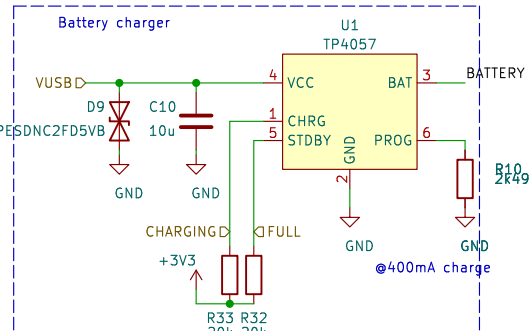 Battery charger
U1
TP4057
VUSB
4
VCC
BAT
3
BATTERY
D9
PESDNC2FD5VB
C10
10u
1
CHRG
5
STDBY
PROG
6
GND
2
R10
2k49
GND
GND
CHARGING
FULL
GND
GND
+3V3
@400mA charge
R33
R32